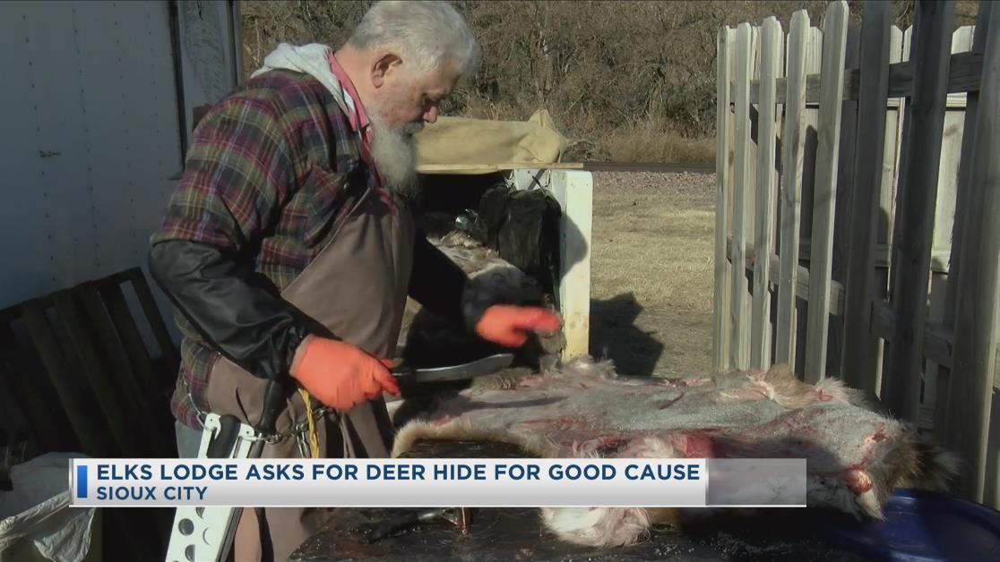 ELKS LODGE ASKS FOR DEER HIDE FOR GOOD CAUSE
SIOUX CITY